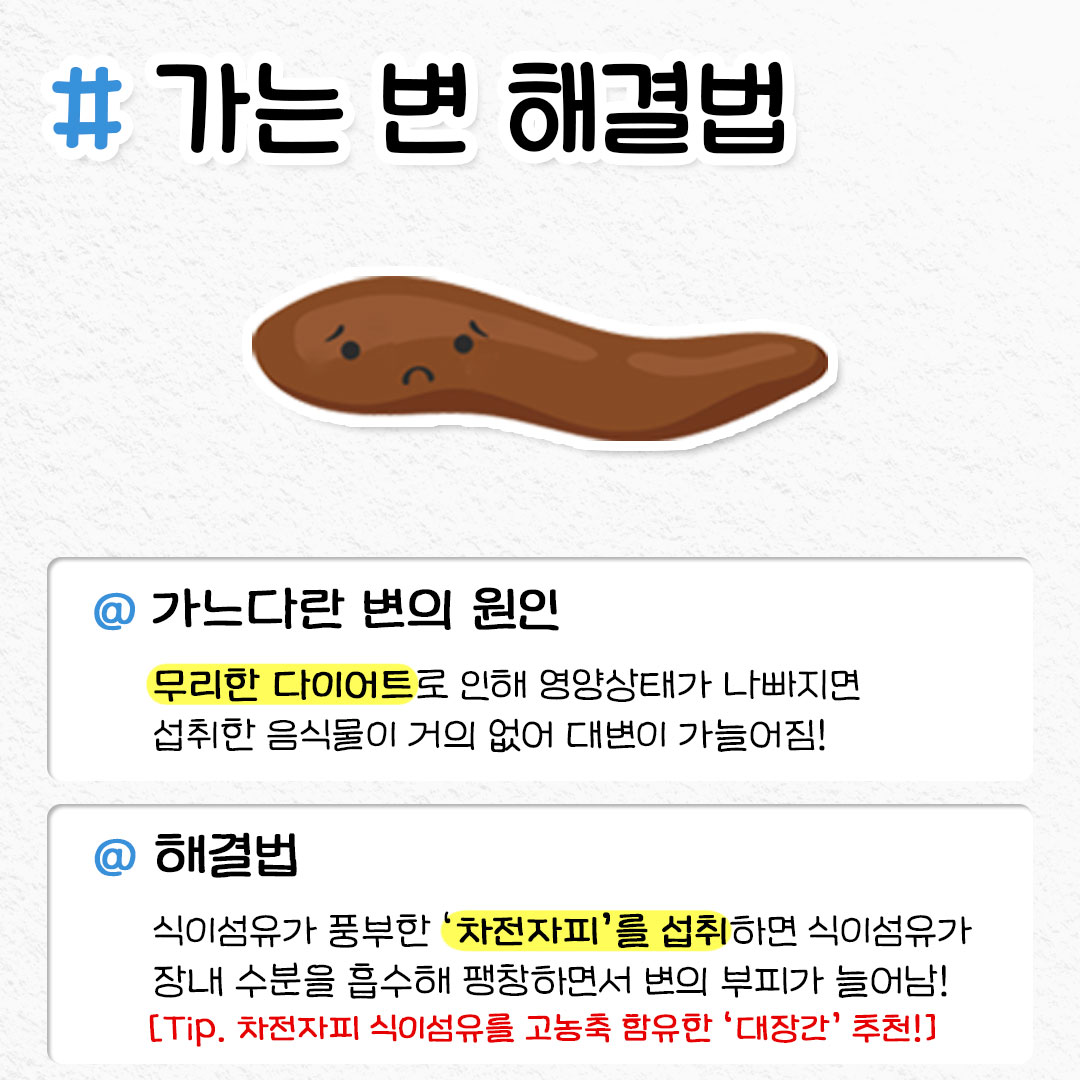 # 가는 변 해결법
@ 가느다란 변의 원인
무리한 다이어트로 인해 영양상태가 나빠지면
섭취한 음식물이 거의 없어 대변이 가늘어짐!
@ 해결법
식이섬유가 풍부한 ‘차전자피’를 섭취하면 식이섬유가
장내 수분을 흡수해 팽창하면서 변의 부피가 늘어남!
[Tip. 차전자피 식이섬유를 고농축 함유한 ‘대장간’ 추천!]